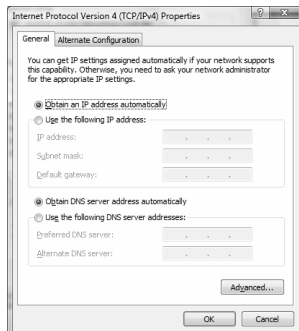 Internet Protocol Version 4 (TCP/IPv4) Properties
General Alternate Configuration
You can get IP settings assigned automatically if your network supports
this capability. Otherwise, you need to ask your network administrator
for the appropriate IP settings.
Obtain an IP address automatically
Use the following IP address:
IP address:
Subnet mask:
Default gateway:
Obtain DNS server address automatically
Use the following DNS server addresses:
Preferred DNS server:
Alternate DNS server:
Advanced...
OK Cancel